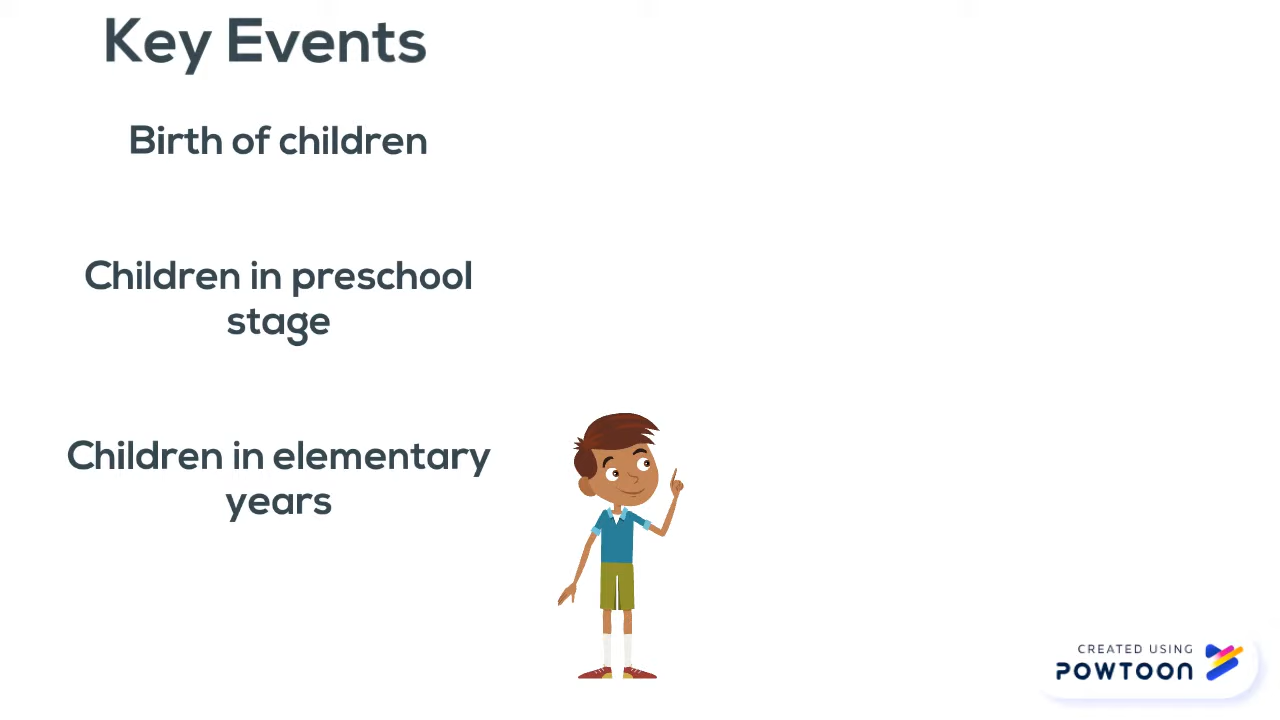 Key Events
Birth of children
Children in preschool
stage
Children in elementary
years
CREATED USING
POWTOON